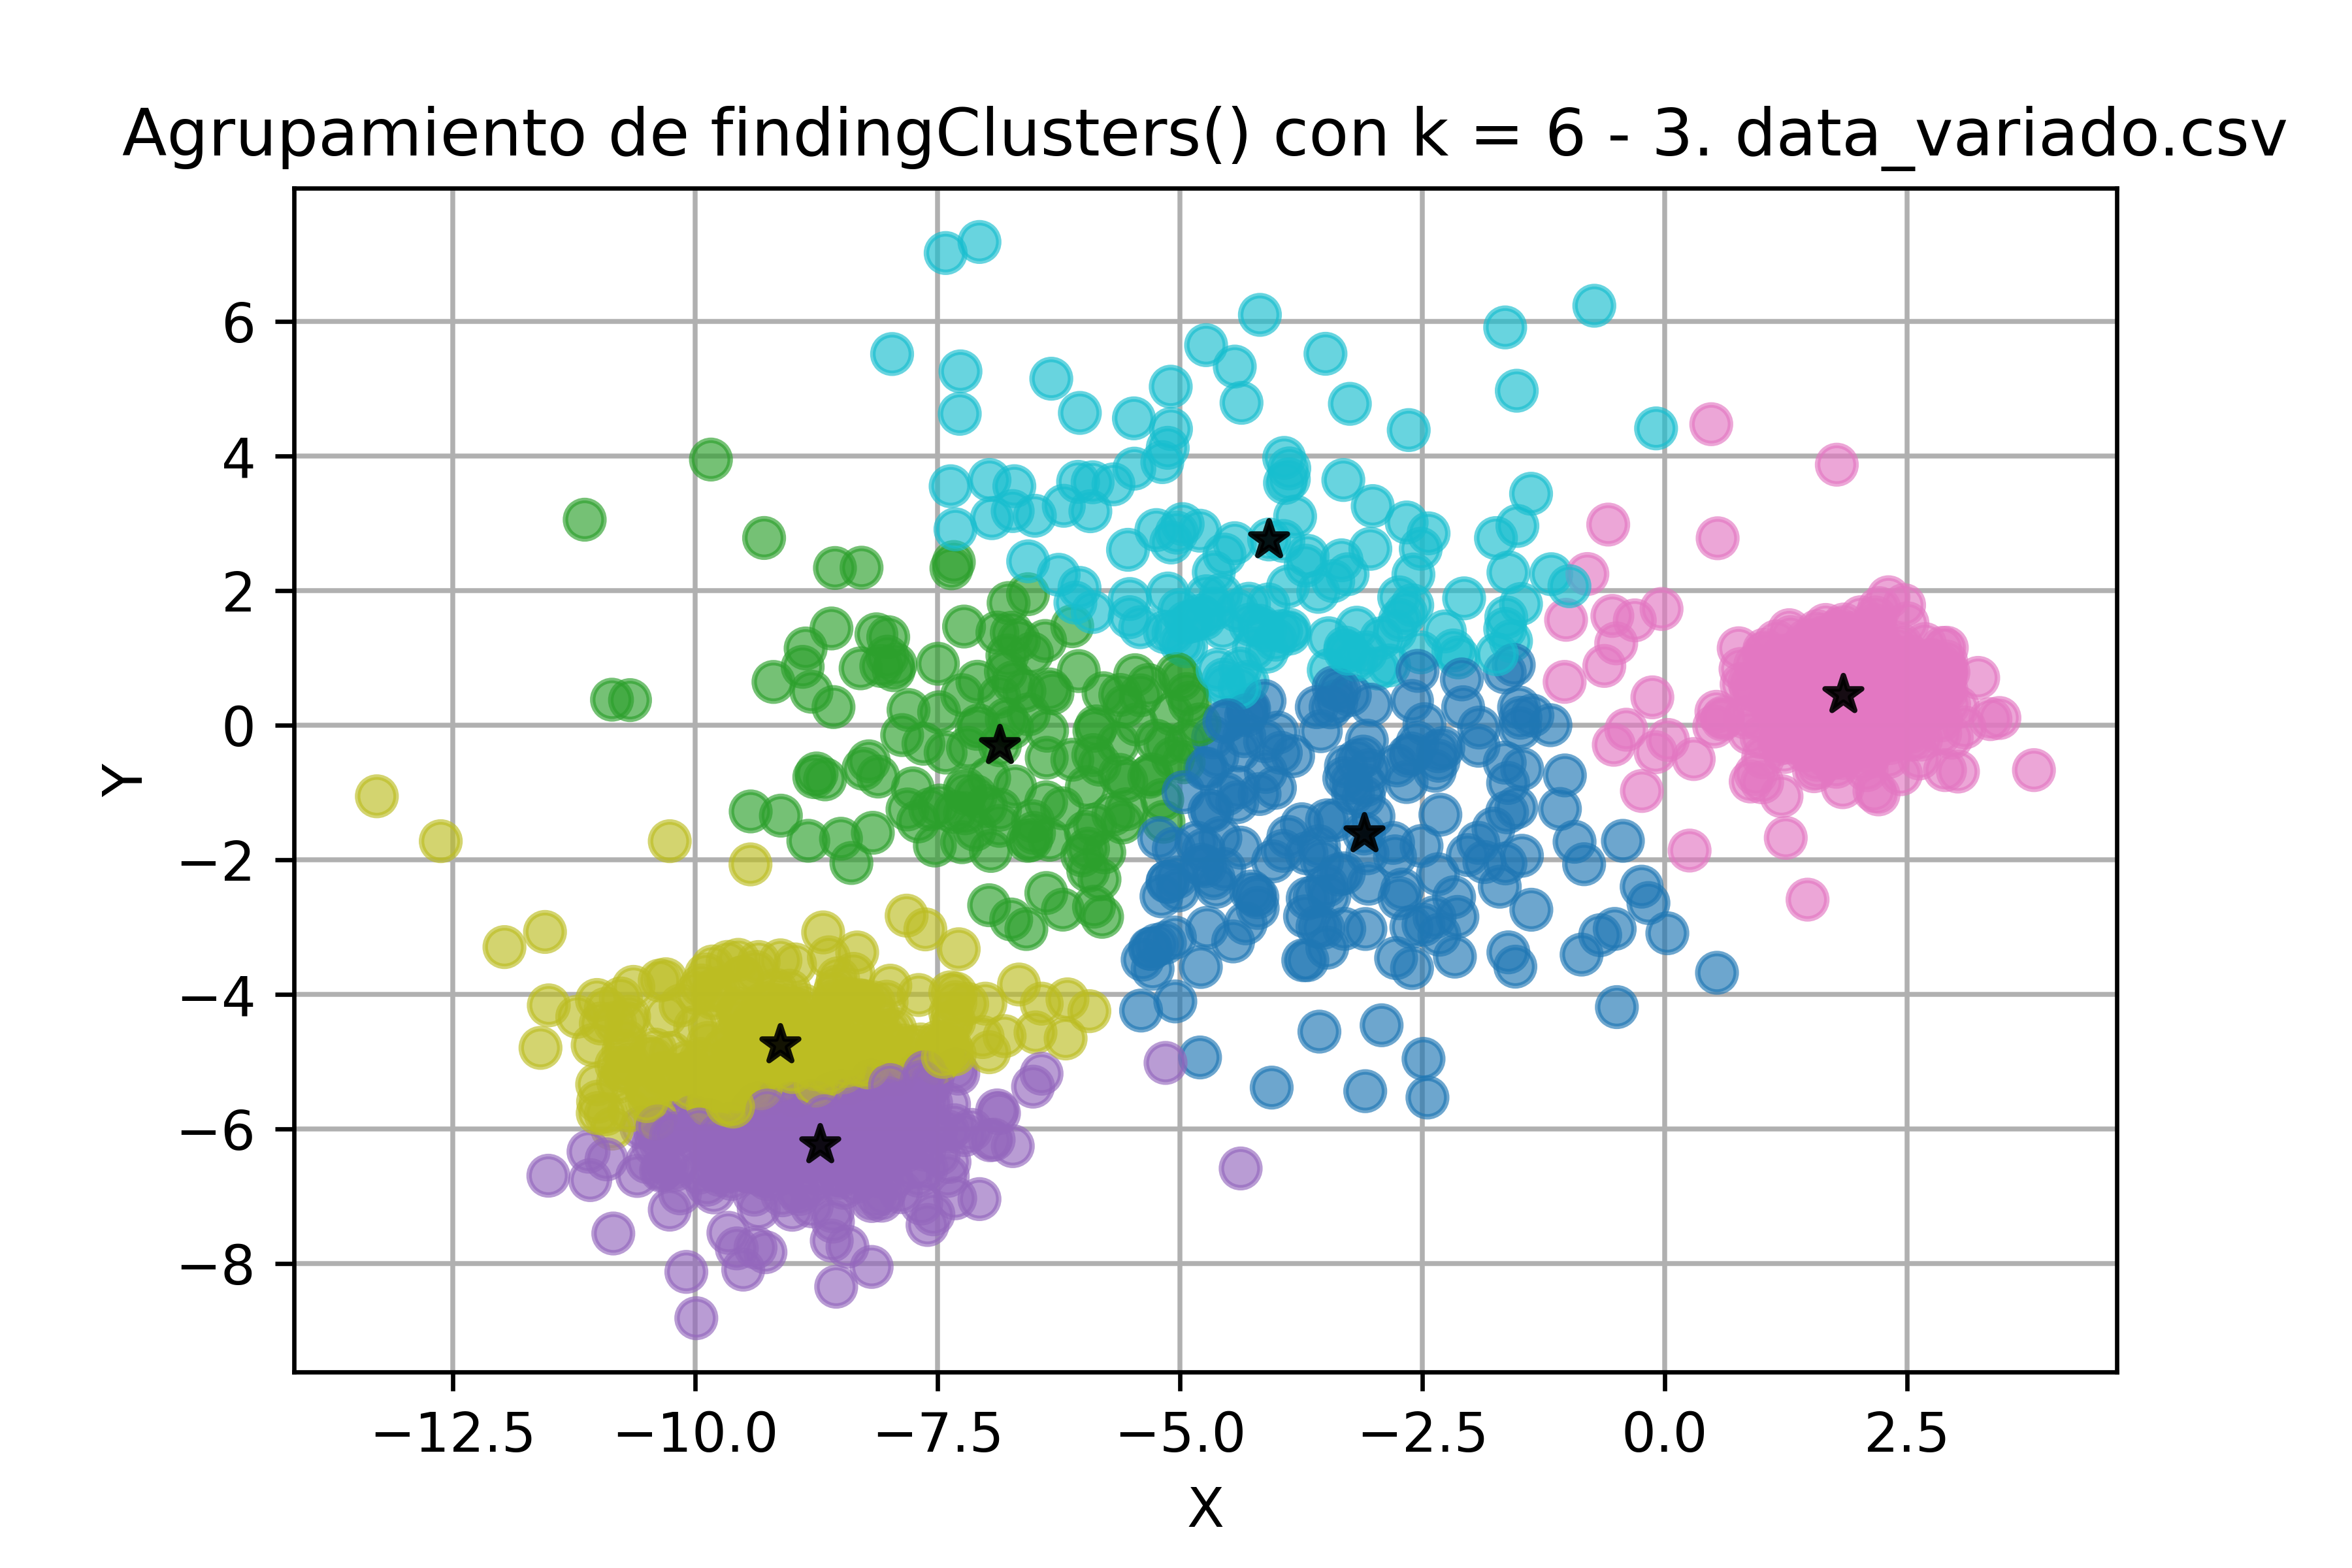 Agrupamiento de findingClusters() con k = 6 - 3. data_variado.csv
6
4
2
0
−2
−4
−6
−8
Y
−12.5 −10.0 −7.5 −5.0 −2.5 0.0 2.5
X